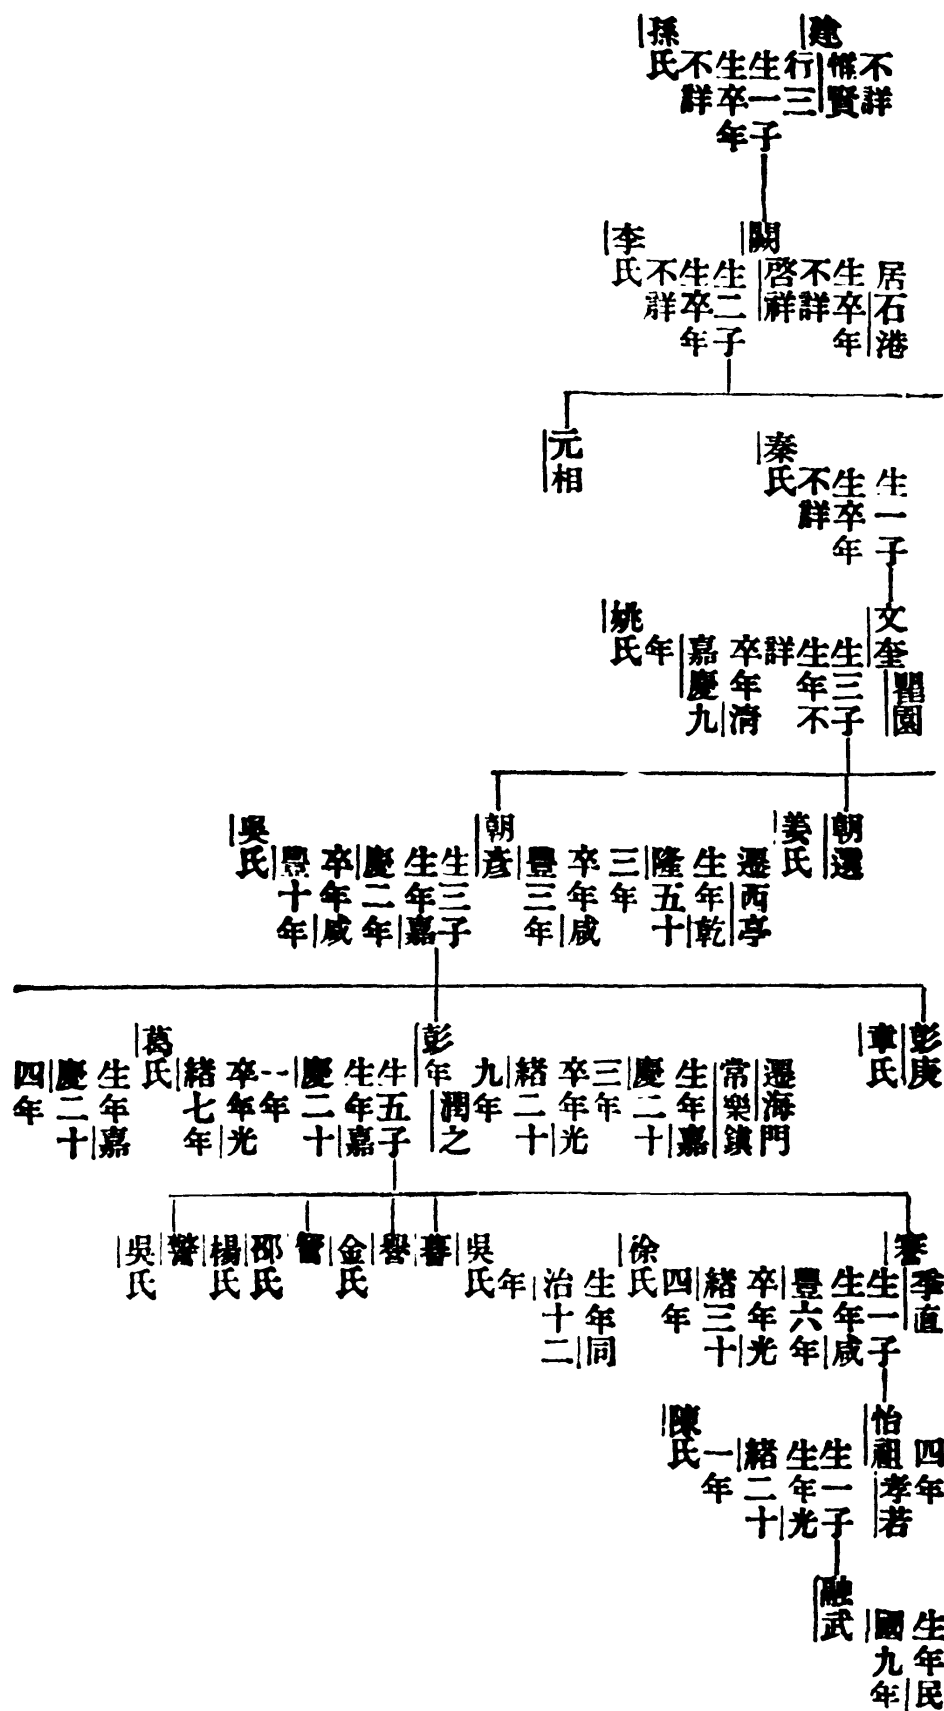 不詳
建
惟賢
行三
生一子
生卒年
不詳
孫氏
居石港
生卒年
不詳
闕
啓祥
生二子
生卒年
不詳
李氏
生一子
生卒年
不詳
秦氏
元相
文奎
園
生三子
生年不
詳
卒年清
嘉慶九
年
姚氏
朝選
姜氏
遷西亭
生年乾
隆五十
三年
卒年咸
豐三年
朝彥
生三子
生年嘉
慶二年
卒年咸
豐十年
吳氏
彭庚
章氏
遷海門
常樂鎮
生年嘉
慶二十
三年
卒年光
緒二十
九年
彭年
潤之
生五子
生年嘉
慶二十
一年
卒年光
緒七年
葛氏
生年嘉
慶二十
四年
謇
季直
生一子
生年咸
豐六年
卒年光
緒三十
四年
徐氏
生年同
治十二
年
吳氏
譽
金氏
詧
邵氏
楊氏
警
吳氏
四年
怡祖
孝若
生一子
生年光
緒二十
一年
陳氏
生年民
國九年
融武